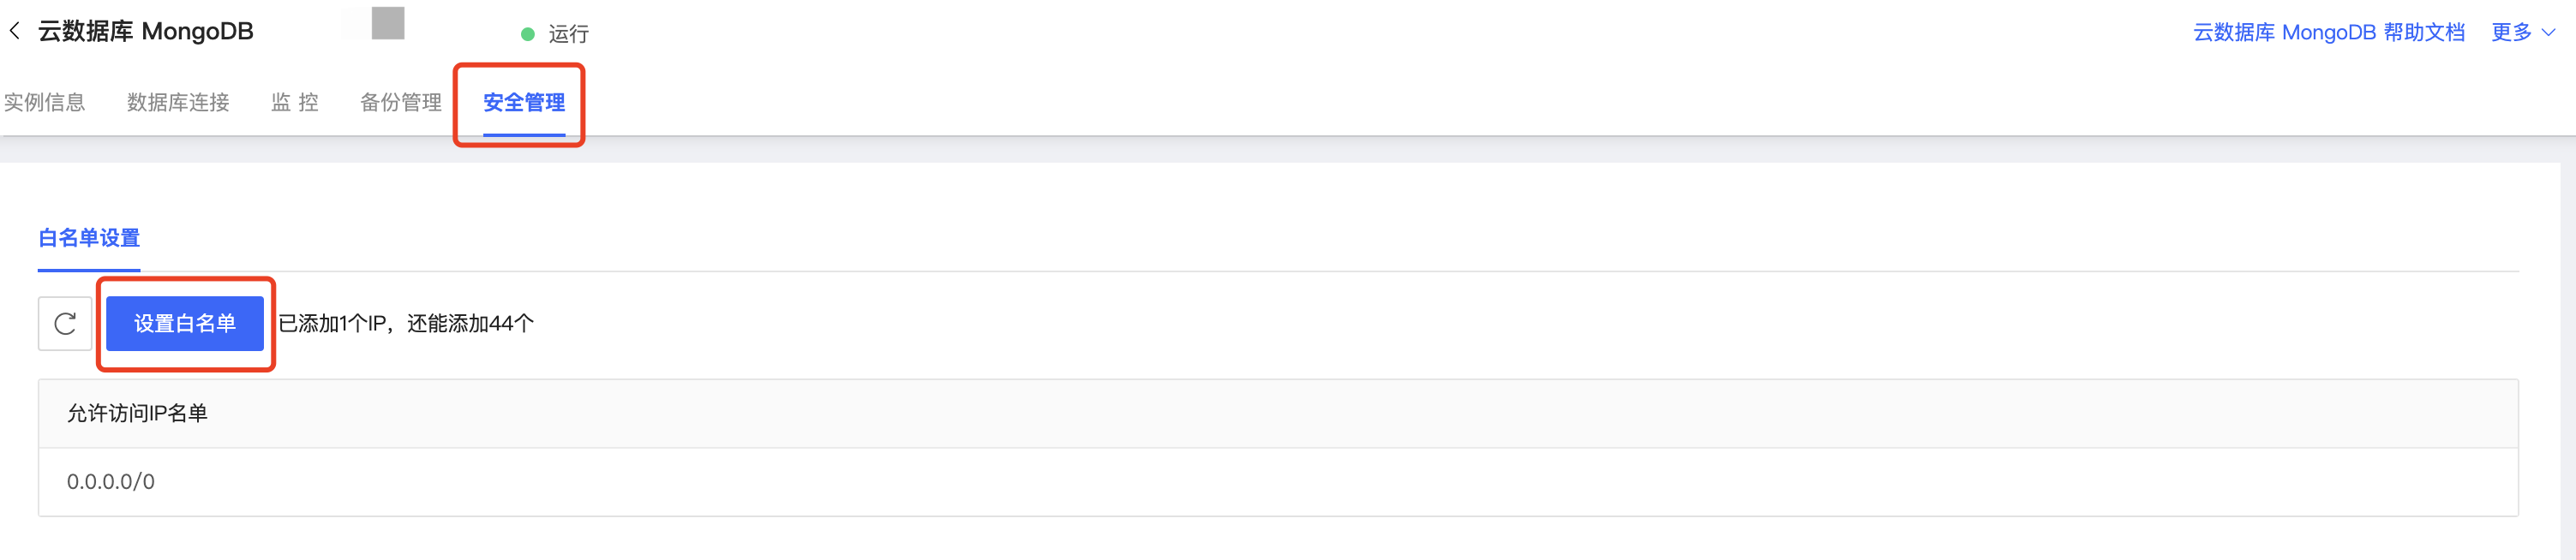 云数据库 MongoDB
运行
云数据库 MongoDB 帮助文档 更多
实例信息 数据库连接 监 控 备份管理 安全管理
白名单设置
设置白名单 已添加1个IP，还能添加44个
允许访问IP名单
0.0.0.0/0